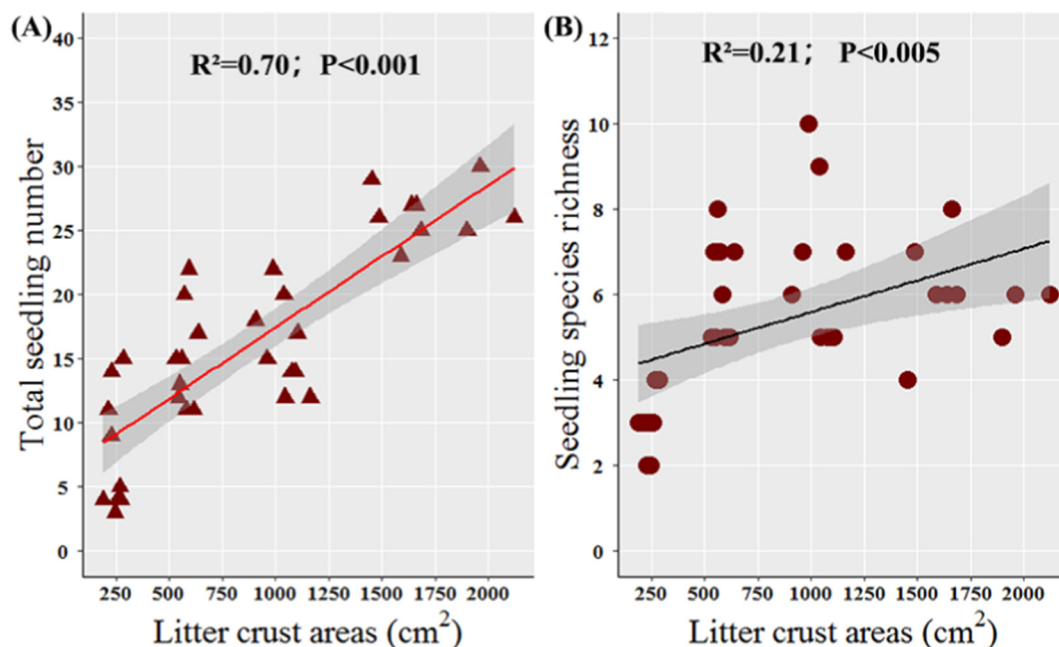 (A)
R²=0.70; P<0.001
Total seedling number
40
35
30
25
20
15
10
5
0
250 500 750 1000 1250 1500 1750 2000
Litter crust areas (cm²)
(B)
R²=0.21; P<0.005
Seedling species richness
12
10
8
6
4
2
0
250 500 750 1000 1250 1500 1750 2000
Litter crust areas (cm²)